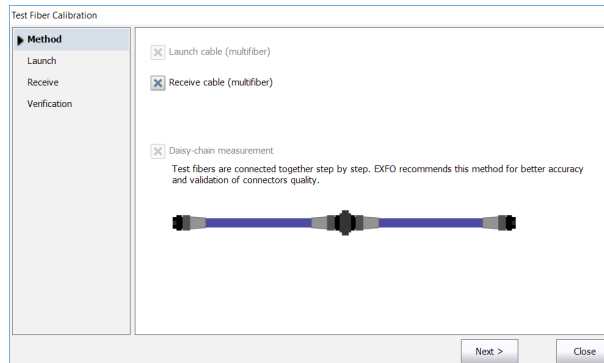 Test Fiber Calibration
Method
Launch
Receive
Verification
Launch cable (multifiber)
Receive cable (multifiber)
Daisy-chain measurement
Test fibers are connected together step by step. EXFO recommends this method for better accuracy
and validation of connectors quality.
Next >
Close